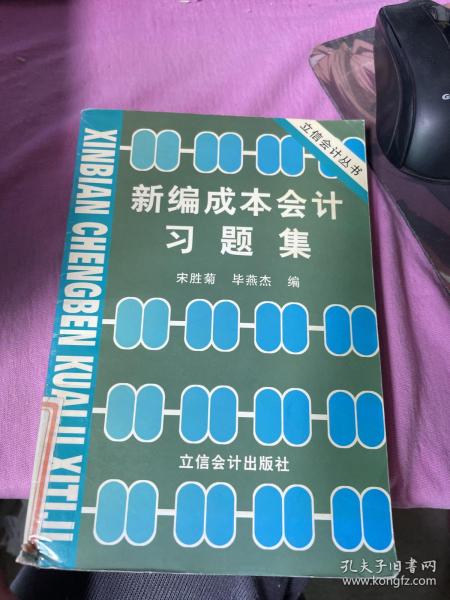 立信会计丛书
XINBIAN CHENGBEN KUAIJI XITIJI
新编成本会计
习题集
宋胜菊 毕燕杰 编
立信会计出版社
孔夫子旧书网
www.kongfz.com